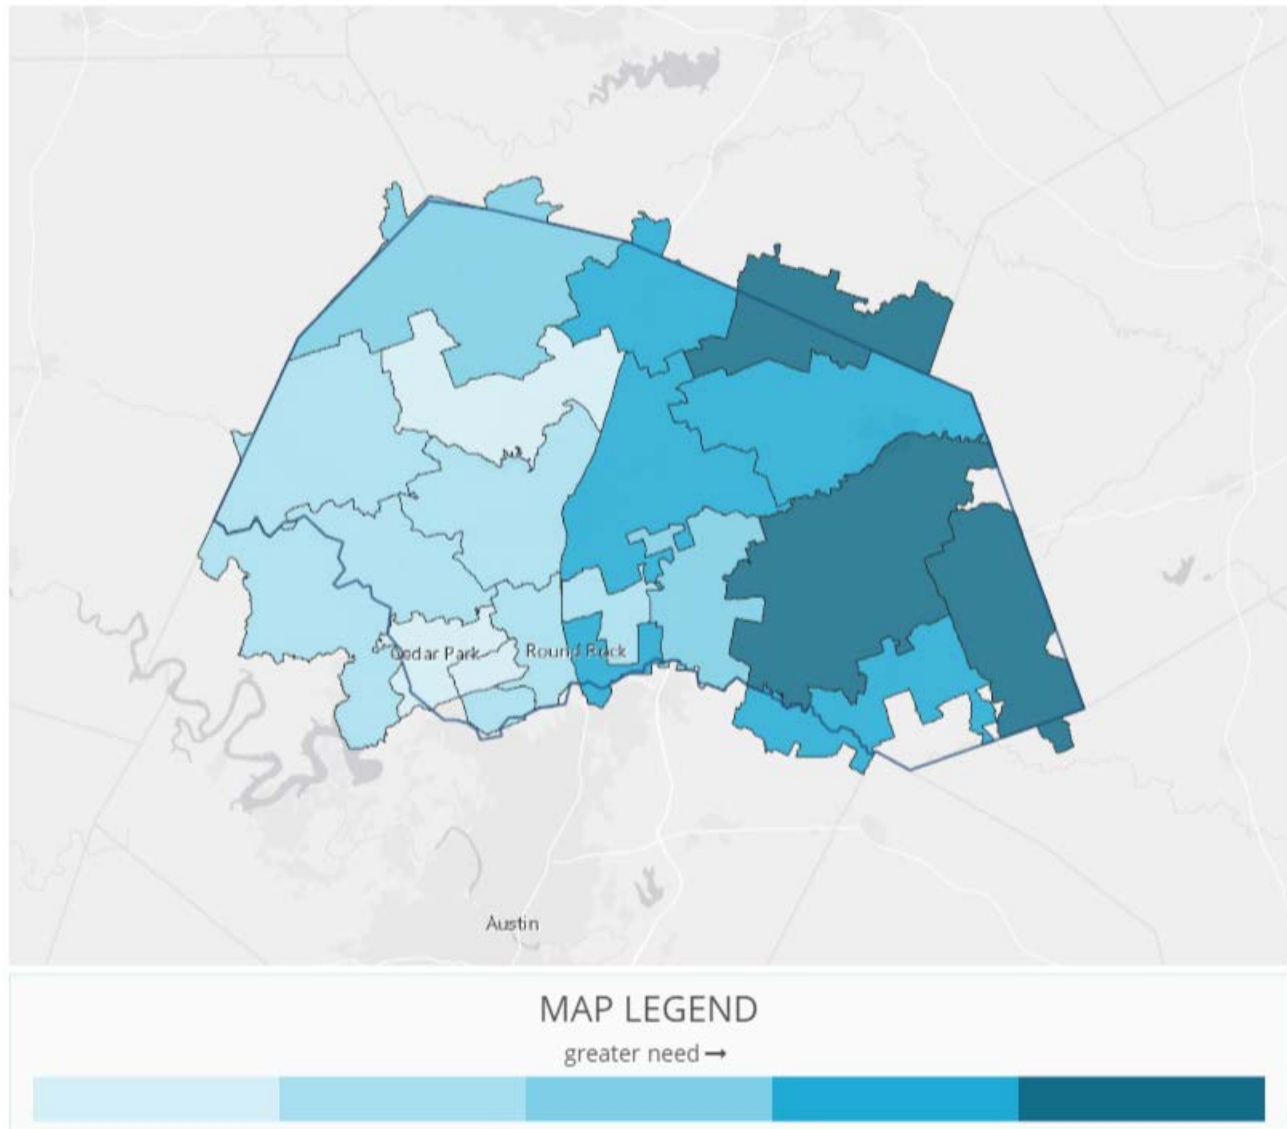 Cedar Park
Round Rock
Austin
MAP LEGEND
greater need →